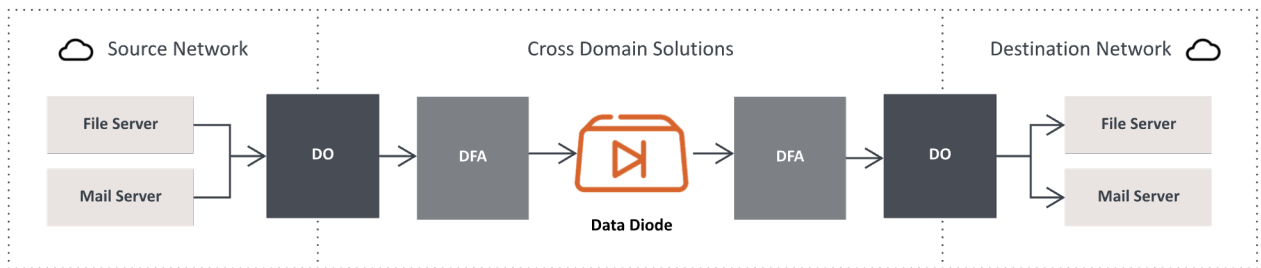 Source Network
Cross Domain Solutions
Destination Network
File Server
Mail Server
DO
DFA
Data Diode
DFA
DO
File Server
Mail Server